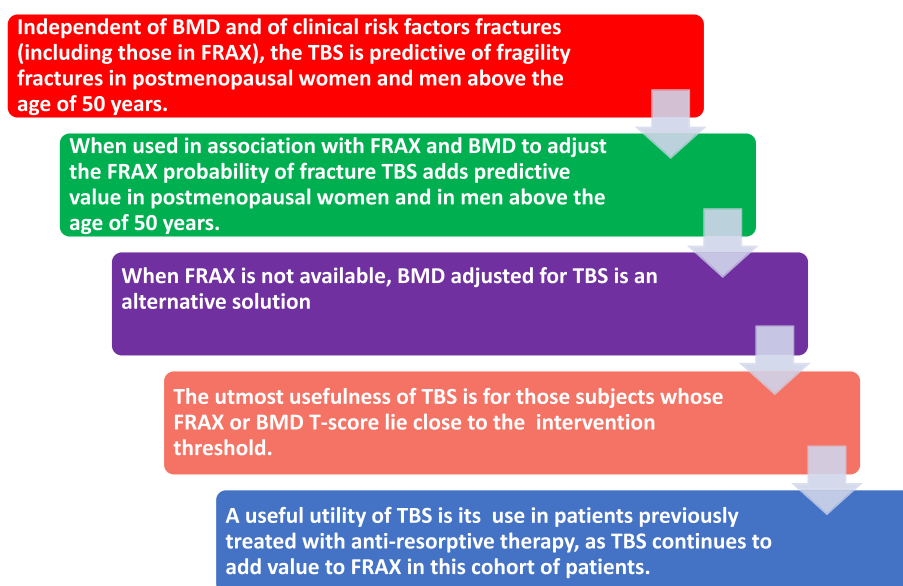 Independent of BMD and of clinical risk factors fractures
(including those in FRAX), the TBS is predictive of fragility
fractures in postmenopausal women and men above the
age of 50 years.
When used in association with FRAX and BMD to adjust
the FRAX probability of fracture TBS adds predictive
value in postmenopausal women and in men above the
age of 50 years.
When FRAX is not available, BMD adjusted for TBS is an
alternative solution
The utmost usefulness of TBS is for those subjects whose
FRAX or BMD T-score lie close to the intervention
threshold.
A useful utility of TBS is its use in patients previously
treated with anti-resorptive therapy, as TBS continues to
add value to FRAX in this cohort of patients.